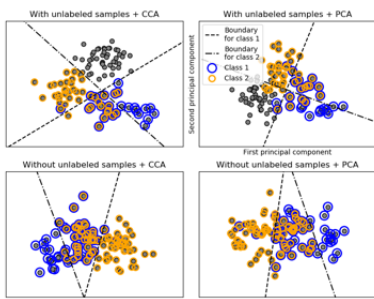 With unlabeled samples + CCA
With unlabeled samples + PCA
Second principal component
Boundary
for class 1
Boundary
for class 2
Class 1
Class 2
First principal component
Without unlabeled samples + CCA
Without unlabeled samples + PCA